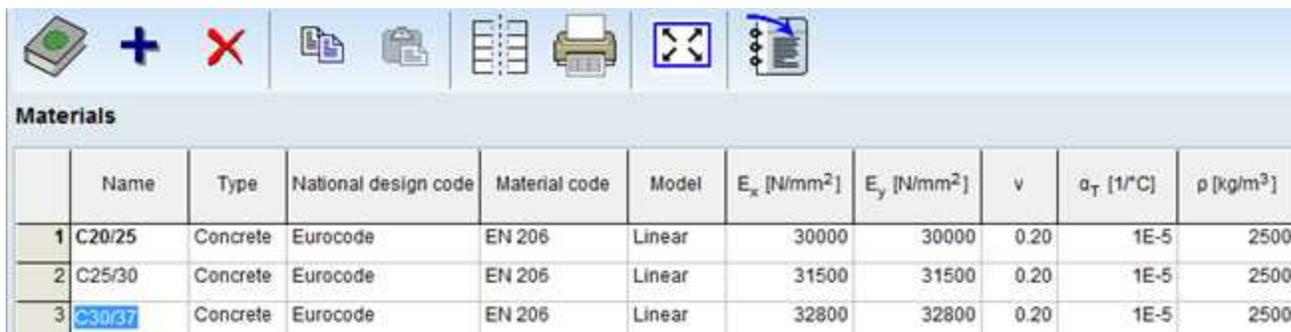 Materials
Name Type National design code Material code Model Eₓ [N/mm²] Eᵧ [N/mm²] ν α_T [1/°C] ρ [kg/m³]
1 C20/25 Concrete Eurocode EN 206 Linear 30000 30000 0.20 1E-5 2500
2 C25/30 Concrete Eurocode EN 206 Linear 31500 31500 0.20 1E-5 2500
3 C30/37 Concrete Eurocode EN 206 Linear 32800 32800 0.20 1E-5 2500